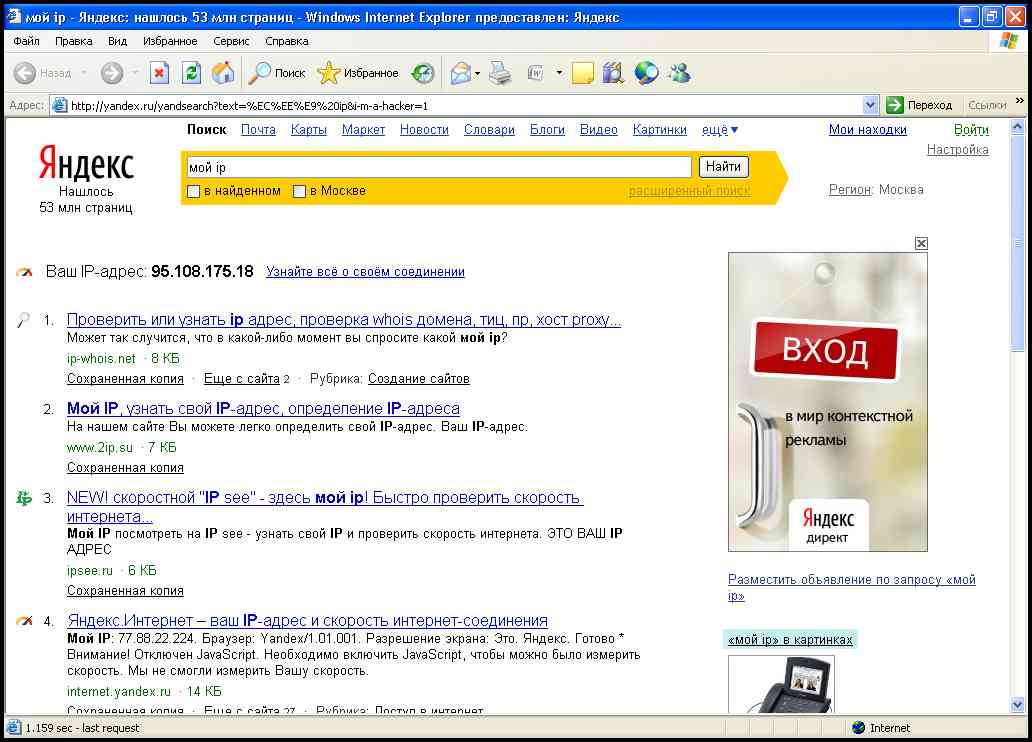 мой ip - Яндекс: нашлось 53 млн страниц - Windows Internet Explorer предоставлен: Яндекс
Файл Правка Вид Избранное Сервис Справка
Назад Поиск Избранное
Адрес: http://yandex.ru/yandsearch?text=%EC%EE%E9%20ip&i-m-a-hacker=1 Переход Ссылки »
Поиск Почта Карты Маркет Новости Словари Блоги Видео Картинки ещё ▼ Мои находки Войти
Настройка
Яндекс
Нашлось
53 млн страниц
мой ip Найти
в найденном в Москве расширенный поиск
Регион: Москва
Ваш IP-адрес: 95.108.175.18 Узнайте всё о своём соединении
1. Проверить или узнать ip адрес, проверка whois домена, тиц, пр, хост proxy...
Может так случится, что в какой-либо момент вы спросите какой мой ip?
ip-whois.net · 8 КБ
Сохраненная копия · Еще с сайта 2 · Рубрика: Создание сайтов
2. Мой IP, узнать свой IP-адрес, определение IP-адреса
На нашем сайте Вы можете легко определить свой IP-адрес. Ваш IP-адрес.
www.2ip.su · 7 КБ
Сохраненная копия
ip
3. NEW! скоростной "IP see" - здесь мой ip! Быстро проверить скорость
интернета...
Мой IP посмотреть на IP see - узнать свой IP и проверить скорость интернета. ЭТО ВАШ IP
АДРЕС
ipsee.ru · 6 КБ
Сохраненная копия
4. Яндекс.Интернет – ваш IP-адрес и скорость интернет-соединения
Мой IP: 77.88.22.224. Браузер: Yandex/1.01.001. Разрешение экрана: Это. Яндекс. Готово *
Внимание! Отключен JavaScript. Необходимо включить JavaScript, чтобы можно было измерить
скорость. Мы не смогли измерить Вашу скорость.
internet.yandex.ru · 14 КБ
Сохраненная копия · Еще с сайта 27 · Рубрика: Доступ в интернет
ВХОД
в мир контекстной
рекламы
Яндекс
директ
Разместить объявление по запросу «мой
ip»
«мой ip» в картинках
1.159 sec - last request Internet